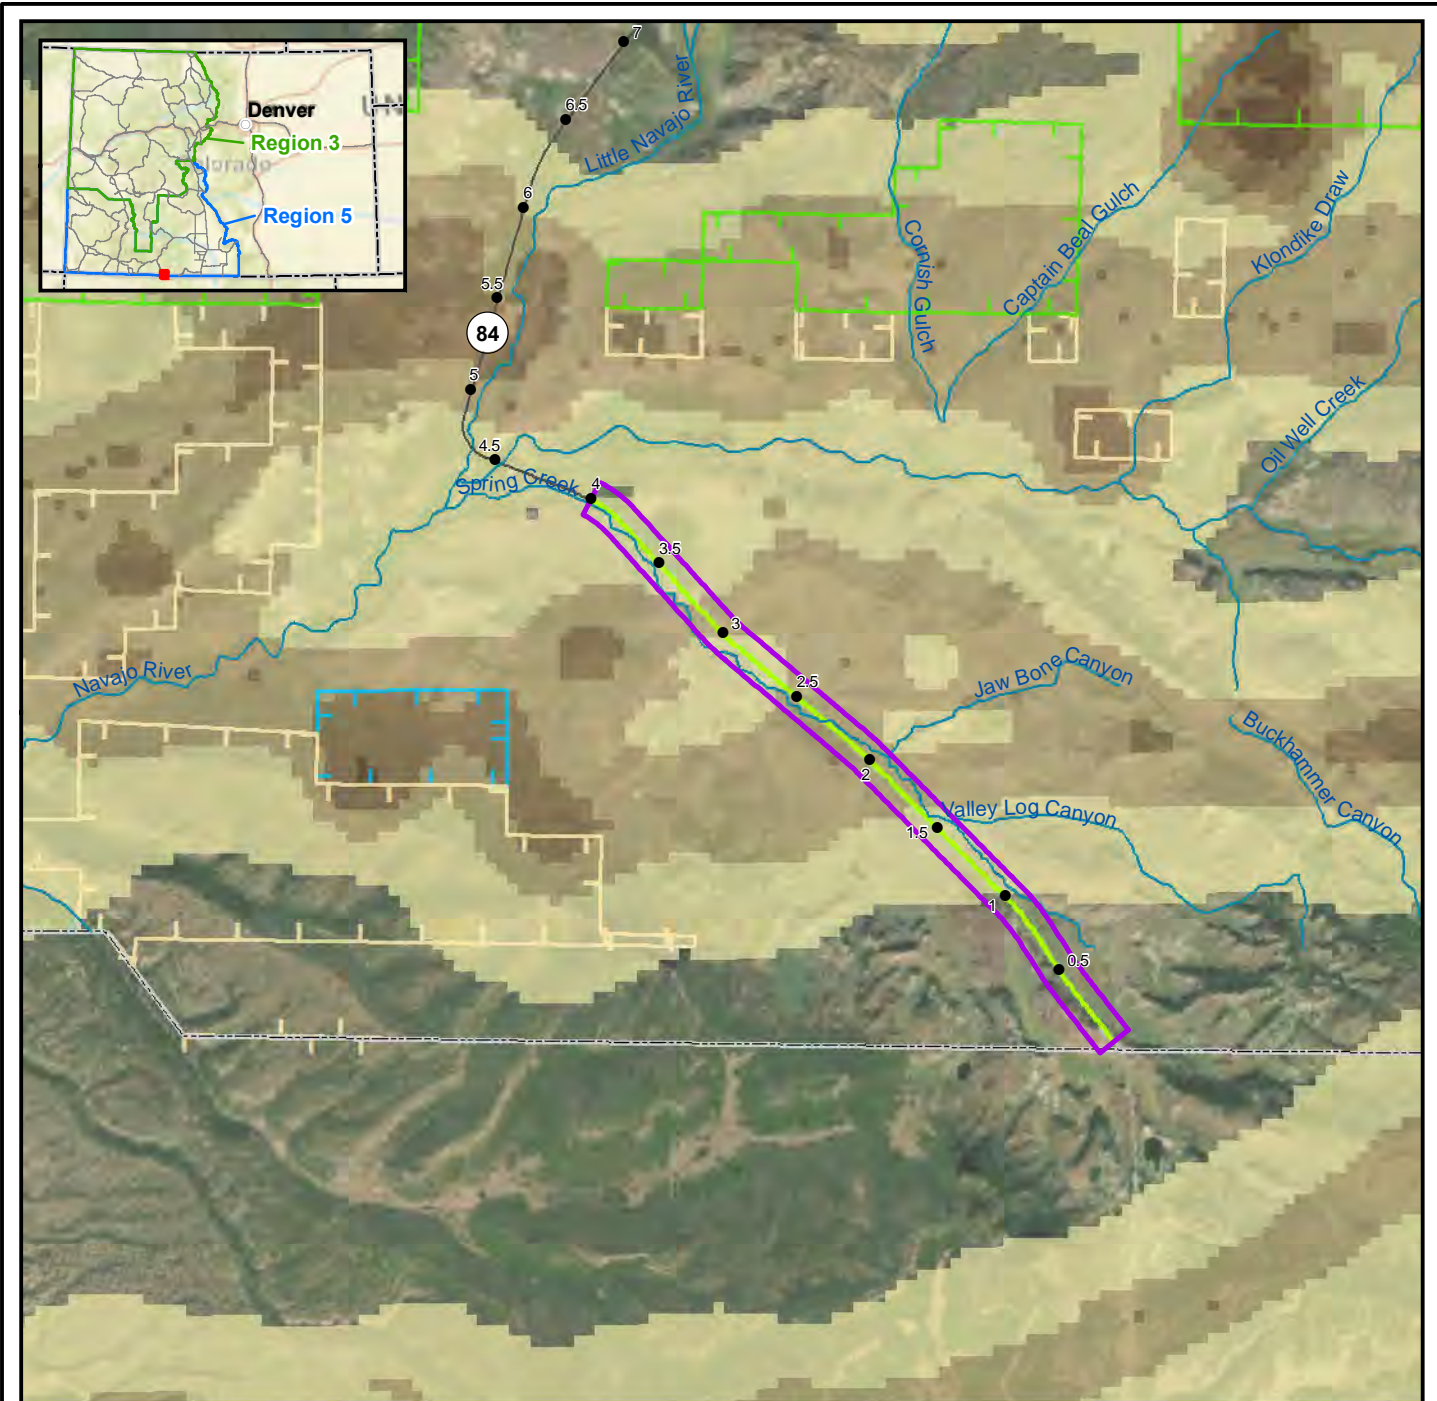 Denver
UN
Region 3
olorado
Region 5
7
6.5
Little Navajo River
6
Cornish Gulch
Captain Beal Gulch
Klondike Draw
5.5
84
5
Oil Well Creek
4.5
Spring Creek
4
3.5
3
Navajo River
2.5
Jaw Bone Canyon
2
Buckhammer Canyon
Valley Log Canyon
1.5
1
0.5